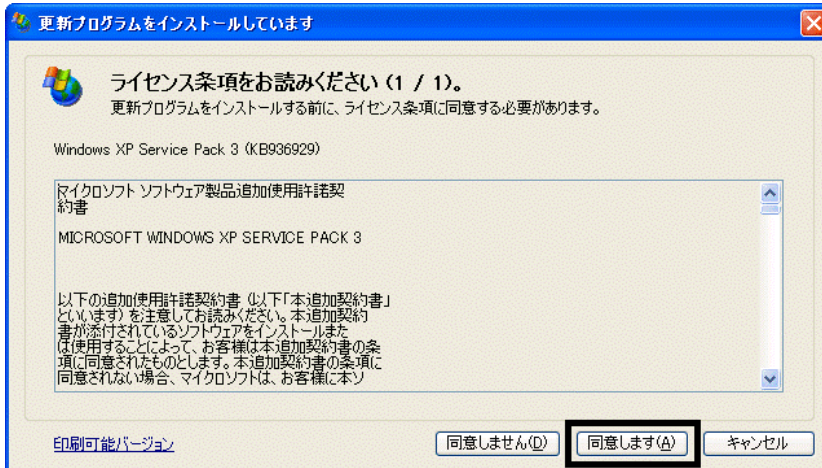 更新プログラムをインストールしています
ライセンス条項をお読みください (1 / 1)。
更新プログラムをインストールする前に、ライセンス条項に同意する必要があります。
Windows XP Service Pack 3 (KB936929)
マイクロソフト ソフトウェア製品追加使用許諾契
約書
MICROSOFT WINDOWS XP SERVICE PACK 3
以下の追加使用許諾契約書 (以下「本追加契約書」
といいます) を注意してお読みください。本追加契約
書が添付されているソフトウェアをインストールまた
は使用することによって、お客様は本追加契約書の条
項に同意されたものとします。本追加契約書の条項に
同意されない場合、マイクロソフトは、お客様に本ソ
印刷可能バージョン
同意しません(D)
同意します(A)
キャンセル